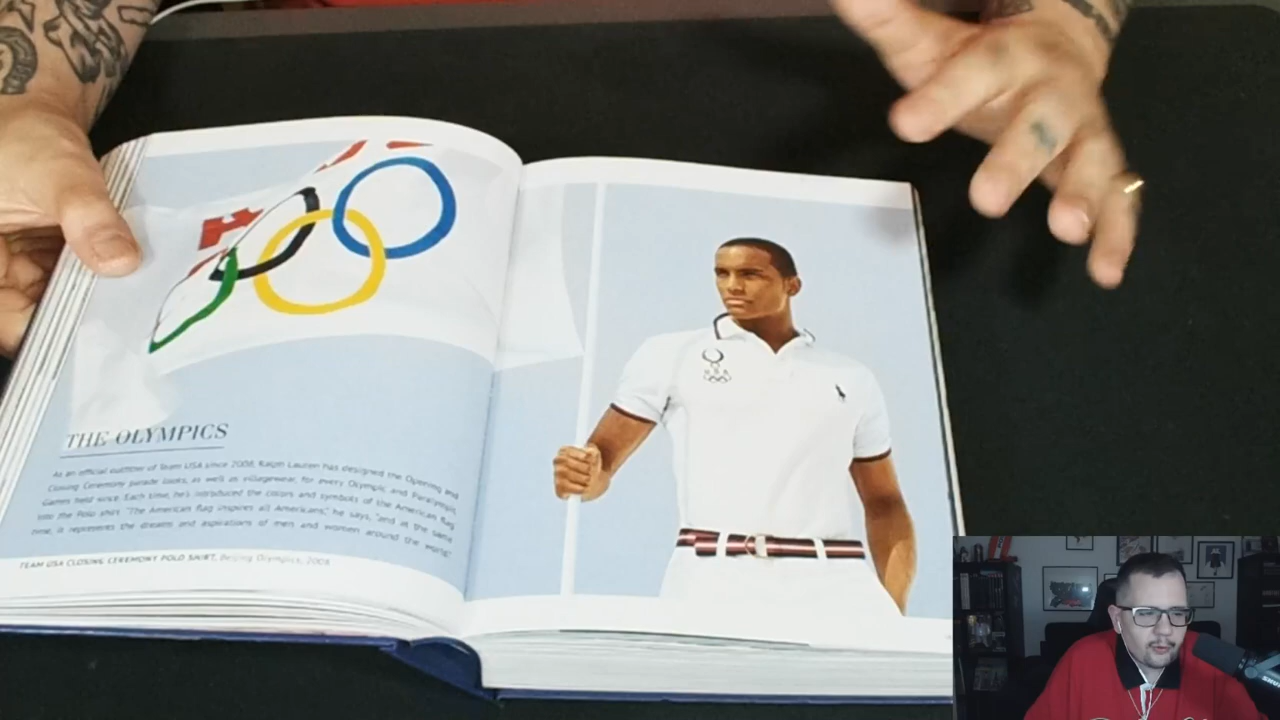 THE OLYMPICS
As an official outfitter of Team USA since 2008, Ralph Lauren has designed the Opening and
Closing Ceremony parade looks, as well as villagewear, for every Olympic and Paralympic
Games held since. Each time, he's introduced the colors and symbols of the American flag
into the Polo shirt. "The American flag inspires all Americans," he says, "and at the same
time, it represents the dreams and aspirations of men and women around the world."
TEAM USA CLOSING CEREMONY POLO SHIRT, Beijing Olympics, 2008
USA